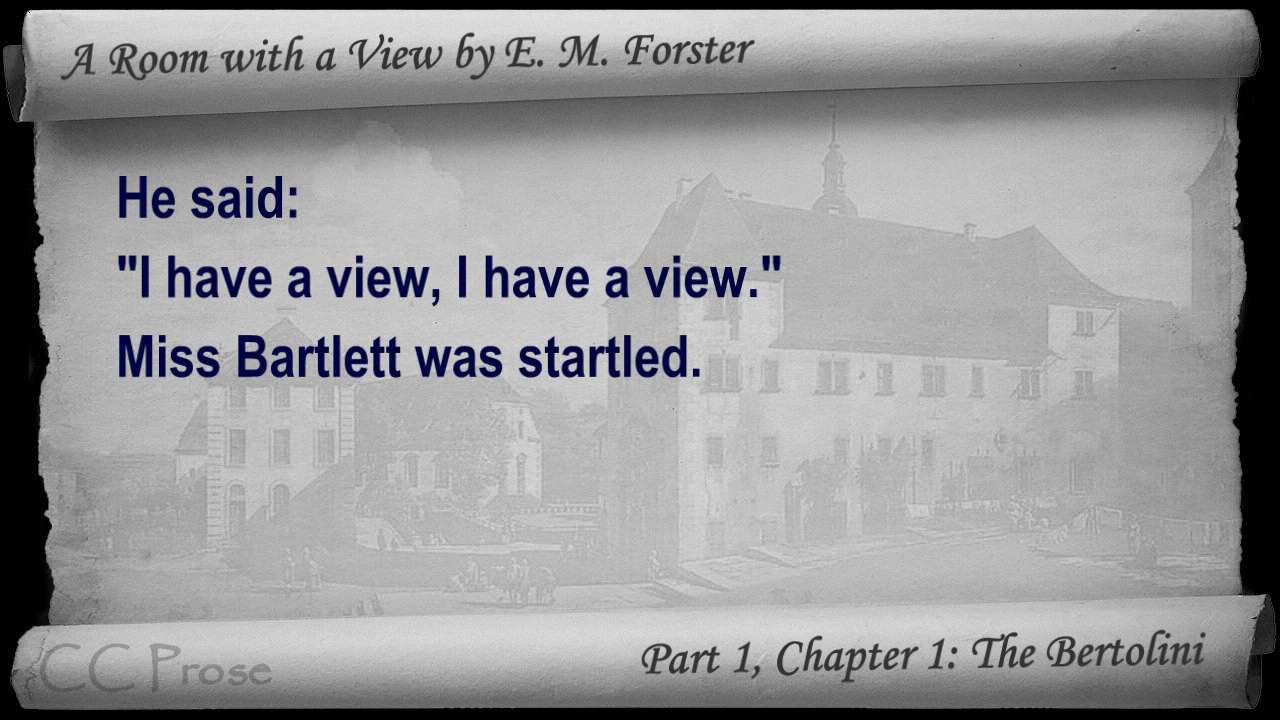 A Room with a View by E. M. Forster
He said:
"I have a view, I have a view."
Miss Bartlett was startled.
CC Prose
Part 1, Chapter 1: The Bertolini